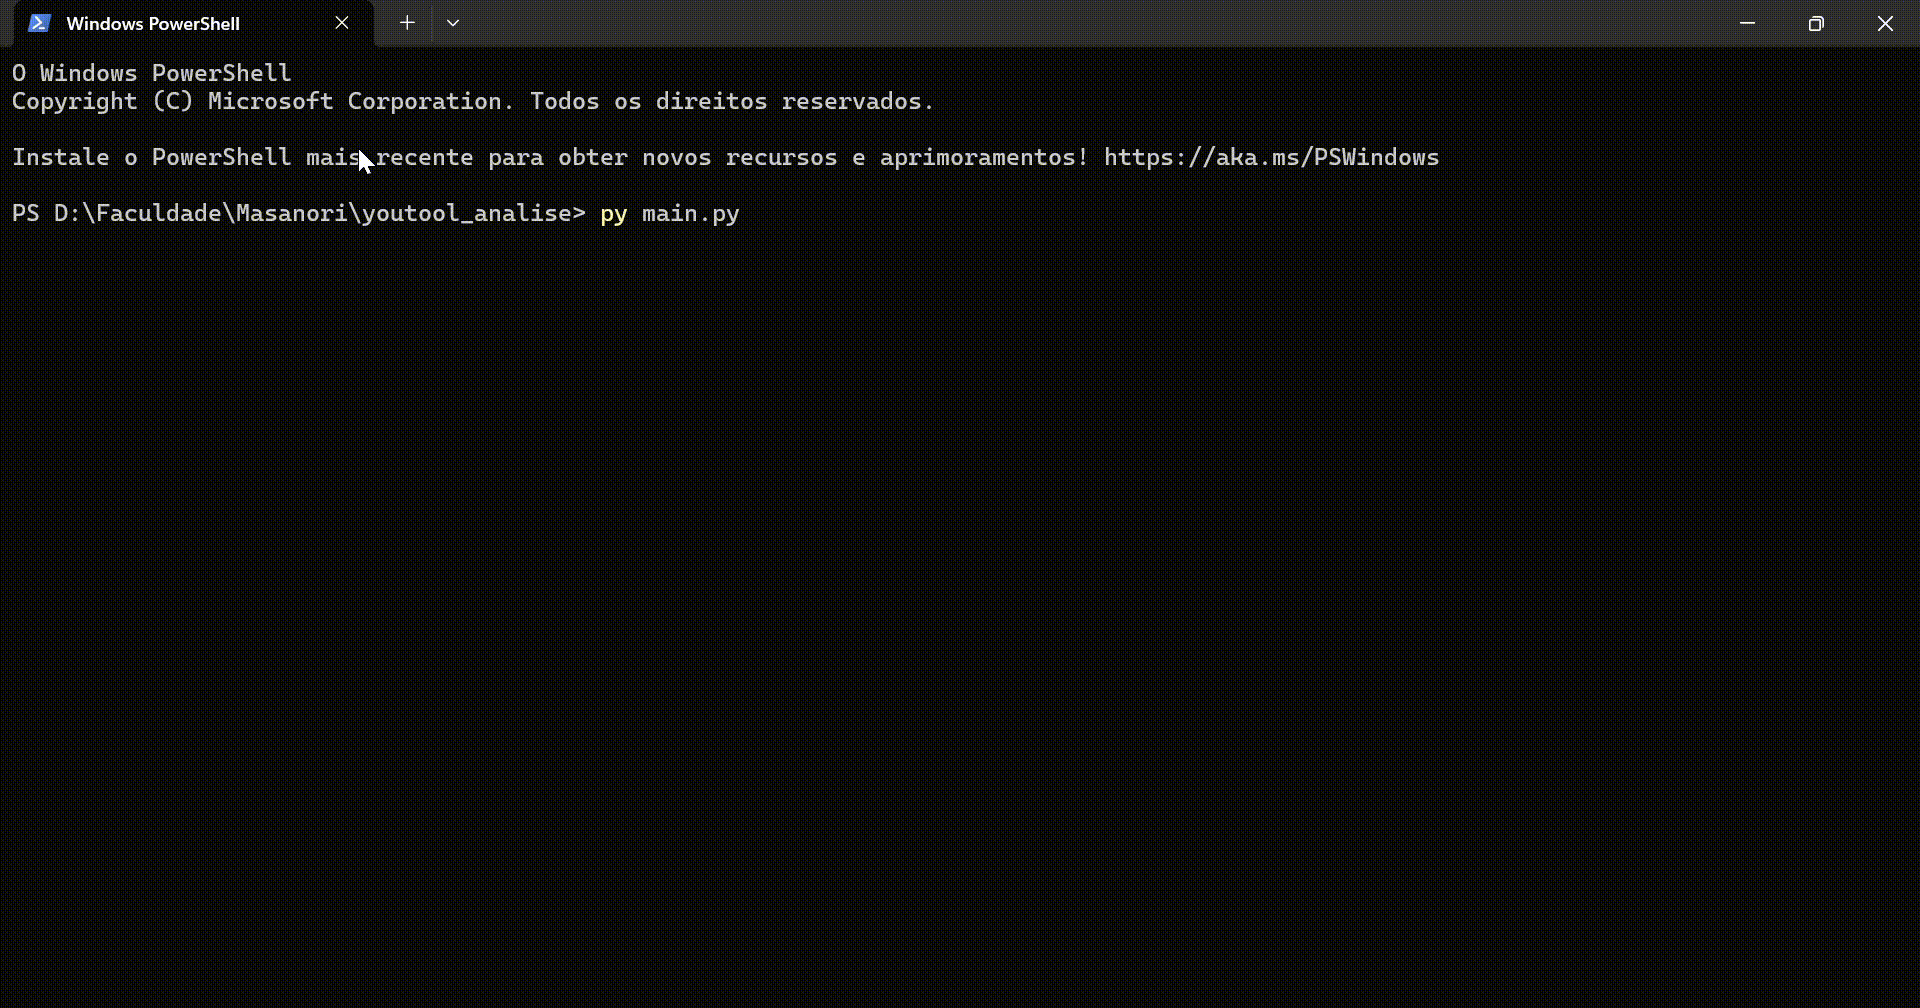 Windows PowerShell
O Windows PowerShell
Copyright (C) Microsoft Corporation. Todos os direitos reservados.
Instale o PowerShell mais recente para obter novos recursos e aprimoramentos! https://aka.ms/PSWindows
PS D:\Faculdade\Masanori\youtool_analise> py main.py